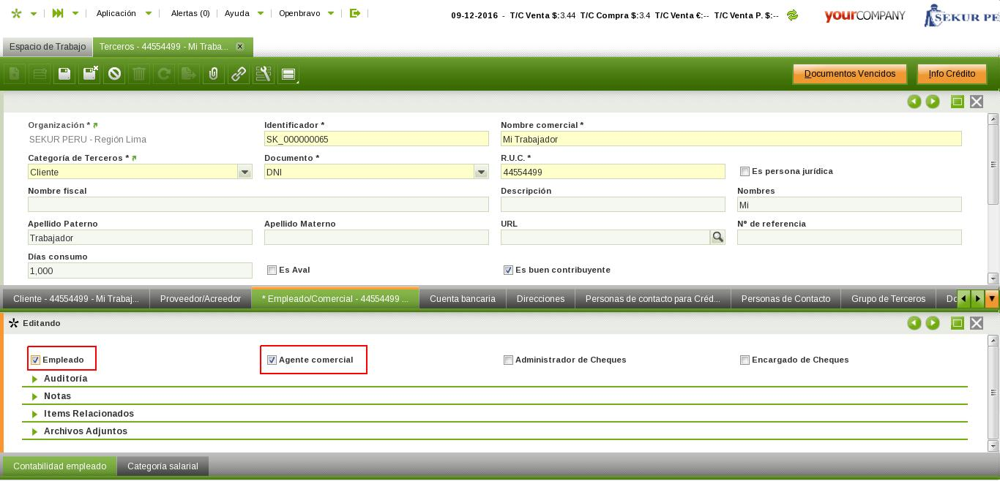 Aplicación Alertas (0) Ayuda Openbravo 09-12-2016 - T/C Venta $:3.44 T/C Compra $:3.4 T/C Venta €:-- T/C Venta P. $:-- yourCOMPANY SEKUR PE
Espacio de Trabajo Terceros - 44554499 - Mi Traba... x
Documentos Vencidos Info Crédito
Organización * Identificador * Nombre comercial *
SEKUR PERU - Región Lima SK_000000065 Mi Trabajador
Categoría de Terceros * Documento * R.U.C. *
Cliente DNI 44554499 Es persona jurídica
Nombre fiscal Descripción Nombres
Mi
Apellido Paterno Apellido Materno URL Nº de referencia
Trabajador
Días consumo
1,000 Es Aval Es buen contribuyente
Cliente - 44554499 - Mi Trabaj... Proveedor/Acreedor * Empleado/Comercial - 44554499 ... Cuenta bancaria Direcciones Personas de contacto para Créd... Personas de Contacto Grupo de Terceros Do
Editando
Empleado Agente comercial Administrador de Cheques Encargado de Cheques
Auditoría
Notas
Items Relacionados
Archivos Adjuntos
Contabilidad empleado Categoría salarial